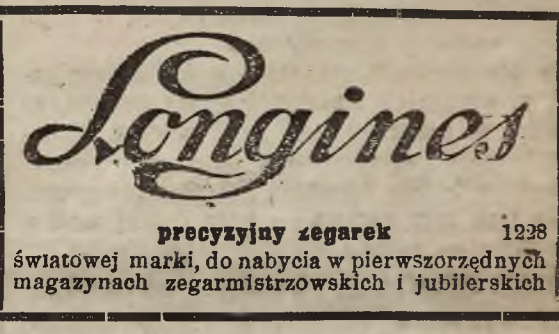 Longines
precyzyjny zegarek 1228
światowej marki, do nabycia w pierwszorzędnych
magazynach zegarmistrzowskich i jubilerskich